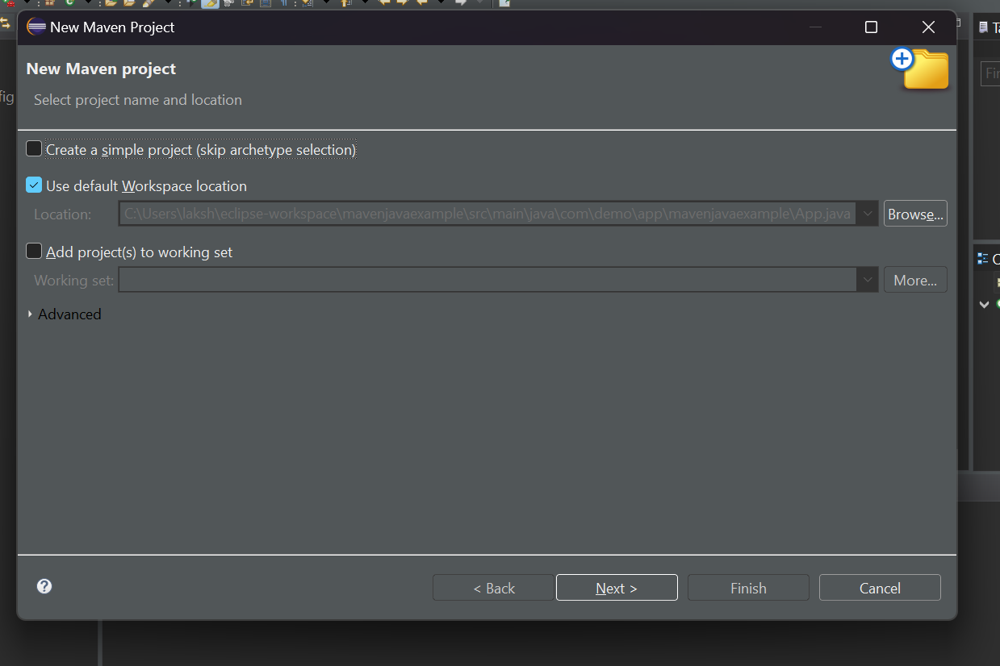 New Maven Project
New Maven project
Select project name and location
fig
Create a simple project (skip archetype selection)
Use default Workspace location
Location: C:\Users\laksh\eclipse-workspace\mavenjavaexample\src\main\java\com\demo\app\mavenjavaexample\App.java Browse...
Add project(s) to working set
Working set: More...
Advanced
< Back Next > Finish Cancel